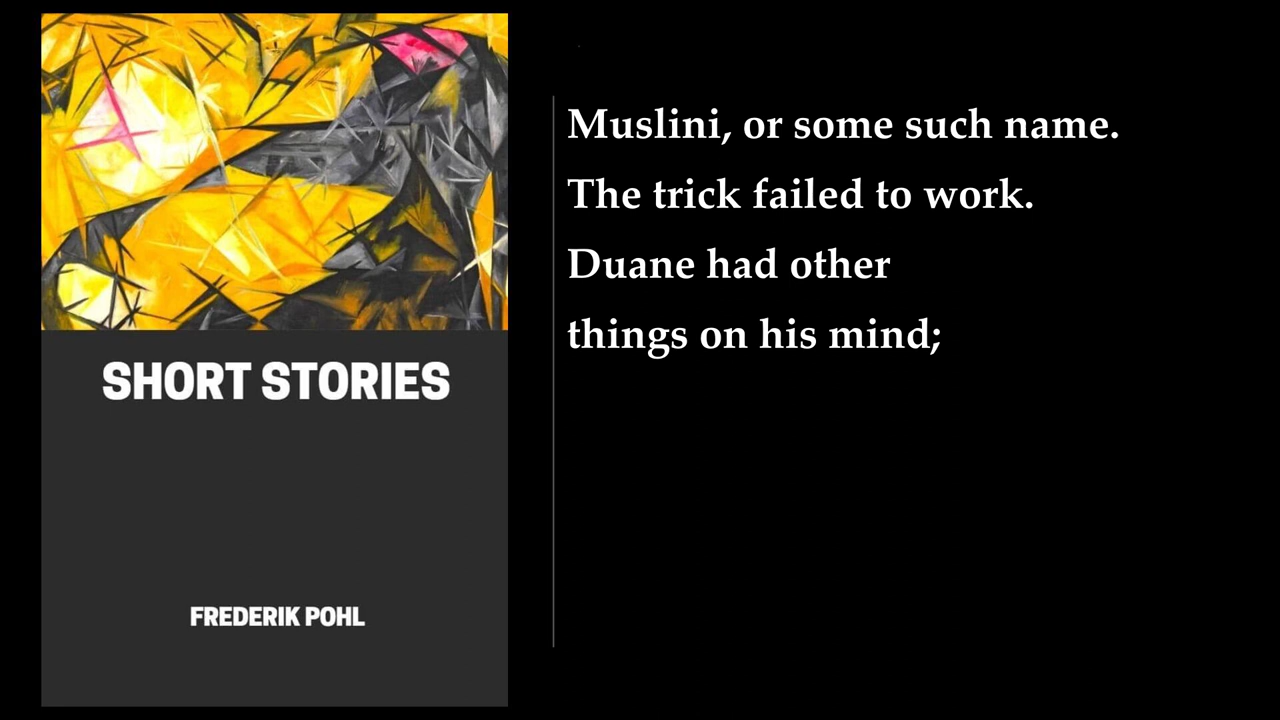 SHORT STORIES
FREDERIK POHL
Muslini, or some such name.
The trick failed to work.
Duane had other
things on his mind;